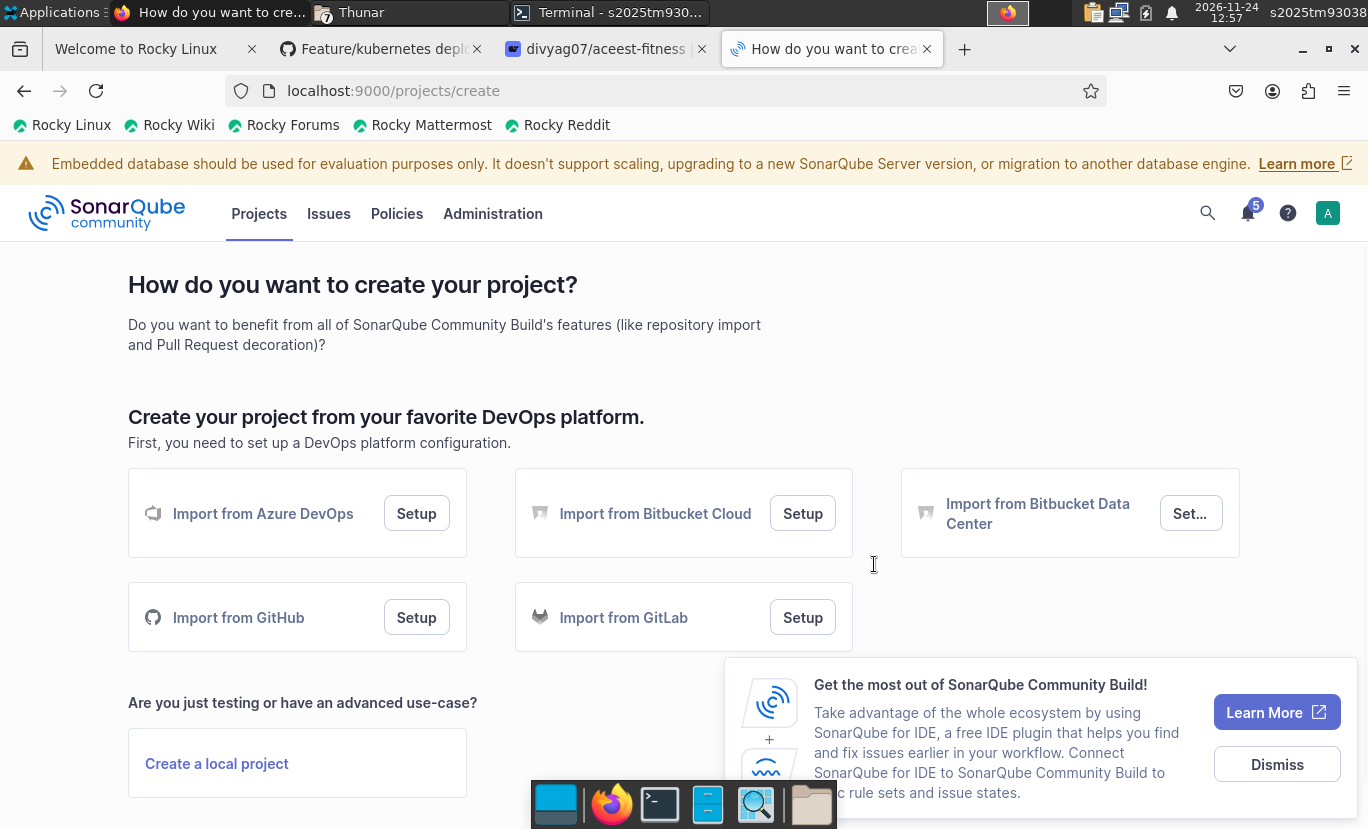 Applications
How do you want to cre...
7
Thunar
Terminal - s2025tm930...
2026-11-24
12:57
s2025tm93038
Welcome to Rocky Linux
Feature/kubernetes depl
divyag07/aceest-fitness
How do you want to crea
localhost:9000/projects/create
Rocky Linux
Rocky Wiki
Rocky Forums
Rocky Mattermost
Rocky Reddit
Embedded database should be used for evaluation purposes only. It doesn't support scaling, upgrading to a new SonarQube Server version, or migration to another database engine. Learn more
SonarQube
community
Projects
Issues
Policies
Administration
5
?
A
How do you want to create your project?
Do you want to benefit from all of SonarQube Community Build's features (like repository import
and Pull Request decoration)?
Create your project from your favorite DevOps platform.
First, you need to set up a DevOps platform configuration.
Import from Azure DevOps
Setup
Import from Bitbucket Cloud
Setup
Import from Bitbucket Data
Center
Set...
Import from GitHub
Setup
Import from GitLab
Setup
Are you just testing or have an advanced use-case?
Create a local project
Get the most out of SonarQube Community Build!
Take advantage of the whole ecosystem by using
SonarQube for IDE, a free IDE plugin that helps you find
and fix issues earlier in your workflow. Connect
SonarQube for IDE to SonarQube Community Build to
rule sets and issue states.
+
Learn More
Dismiss